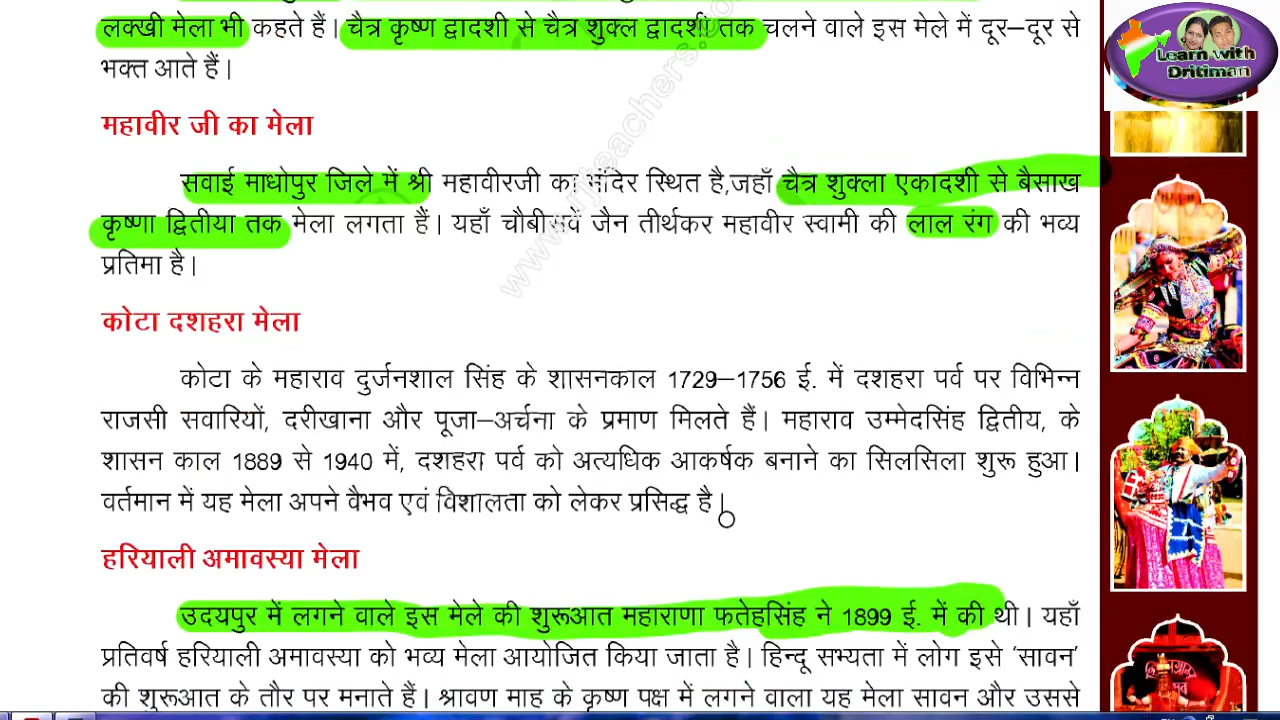 लक्खी मेला भी कहते हैं। चैत्र कृष्ण द्वादशी से चैत्र शुक्ल द्वादशी तक चलने वाले इस मेले में दूर–दूर से
भक्त आते हैं।
महावीर जी का मेला
सवाई माधोपुर जिले में श्री महावीरजी का मंदिर स्थित है,जहाँ चैत्र शुक्ला एकादशी से बैसाख
कृष्णा द्वितीया तक मेला लगता हैं। यहाँ चौबीसवें जैन तीर्थकर महावीर स्वामी की लाल रंग की भव्य
प्रतिमा है।
कोटा दशहरा मेला
कोटा के महाराव दुर्जनशाल सिंह के शासनकाल 1729–1756 ई. में दशहरा पर्व पर विभिन्न
राजसी सवारियों, दरीखाना और पूजा–अर्चना के प्रमाण मिलते हैं। महाराव उम्मेदसिंह द्वितीय, के
शासन काल 1889 से 1940 में, दशहरा पर्व को अत्यधिक आकर्षक बनाने का सिलसिला शुरू हुआ।
वर्तमान में यह मेला अपने वैभव एवं विशालता को लेकर प्रसिद्ध है।
हरियाली अमावस्या मेला
उदयपुर में लगने वाले इस मेले की शुरूआत महाराणा फतेहसिंह ने 1899 ई. में की थी। यहाँ
प्रतिवर्ष हरियाली अमावस्या को भव्य मेला आयोजित किया जाता है। हिन्दू सभ्यता में लोग इसे ‘सावन’
की शुरूआत के तौर पर मनाते हैं। श्रावण माह के कृष्ण पक्ष में लगने वाला यह मेला सावन और उससे
Learn with
Dritiman